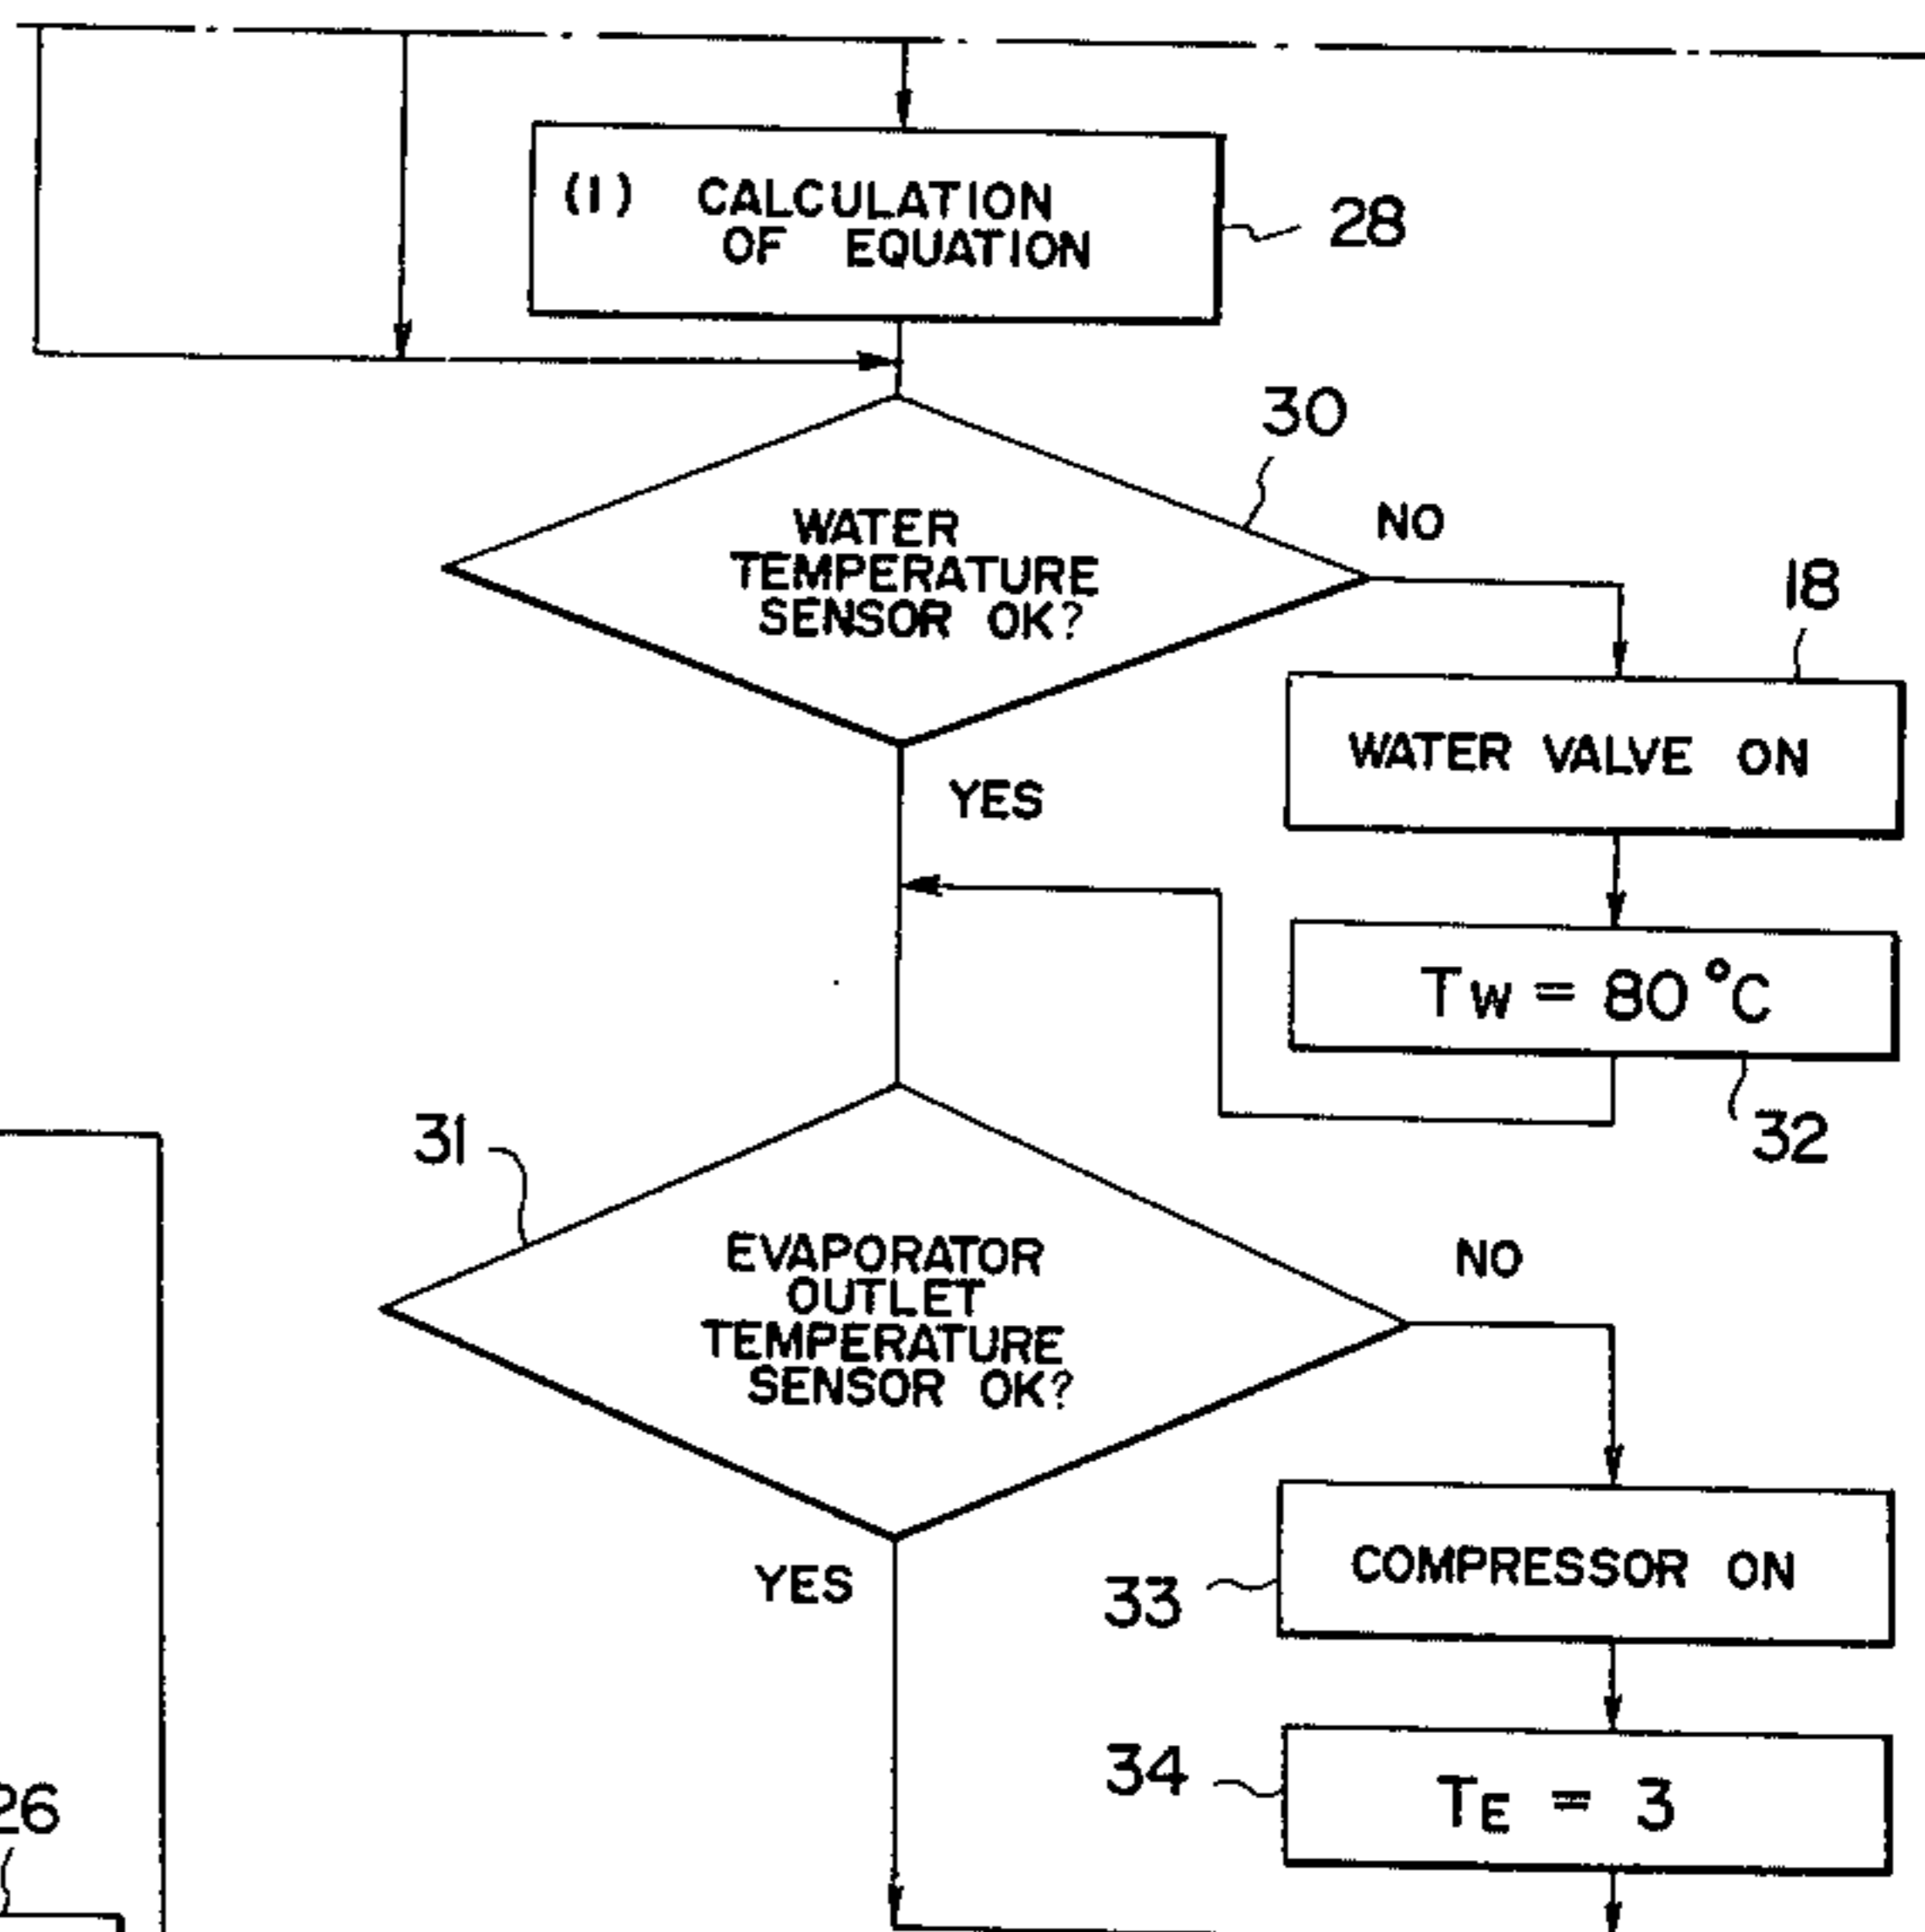 (1) CALCULATION
OF EQUATION
28
30
NO
18
WATER
TEMPERATURE
SENSOR OK?
WATER VALVE ON
YES
Tw = 80°C
32
31
EVAPORATOR
OUTLET
TEMPERATURE
SENSOR OK?
NO
YES
33
COMPRESSOR ON
34
TE = 3
26